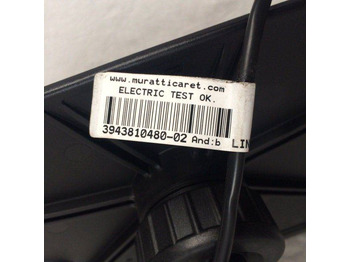 www.muratticaret.com
ELECTRIC TEST OK.
3943810480-02 And:b LIN